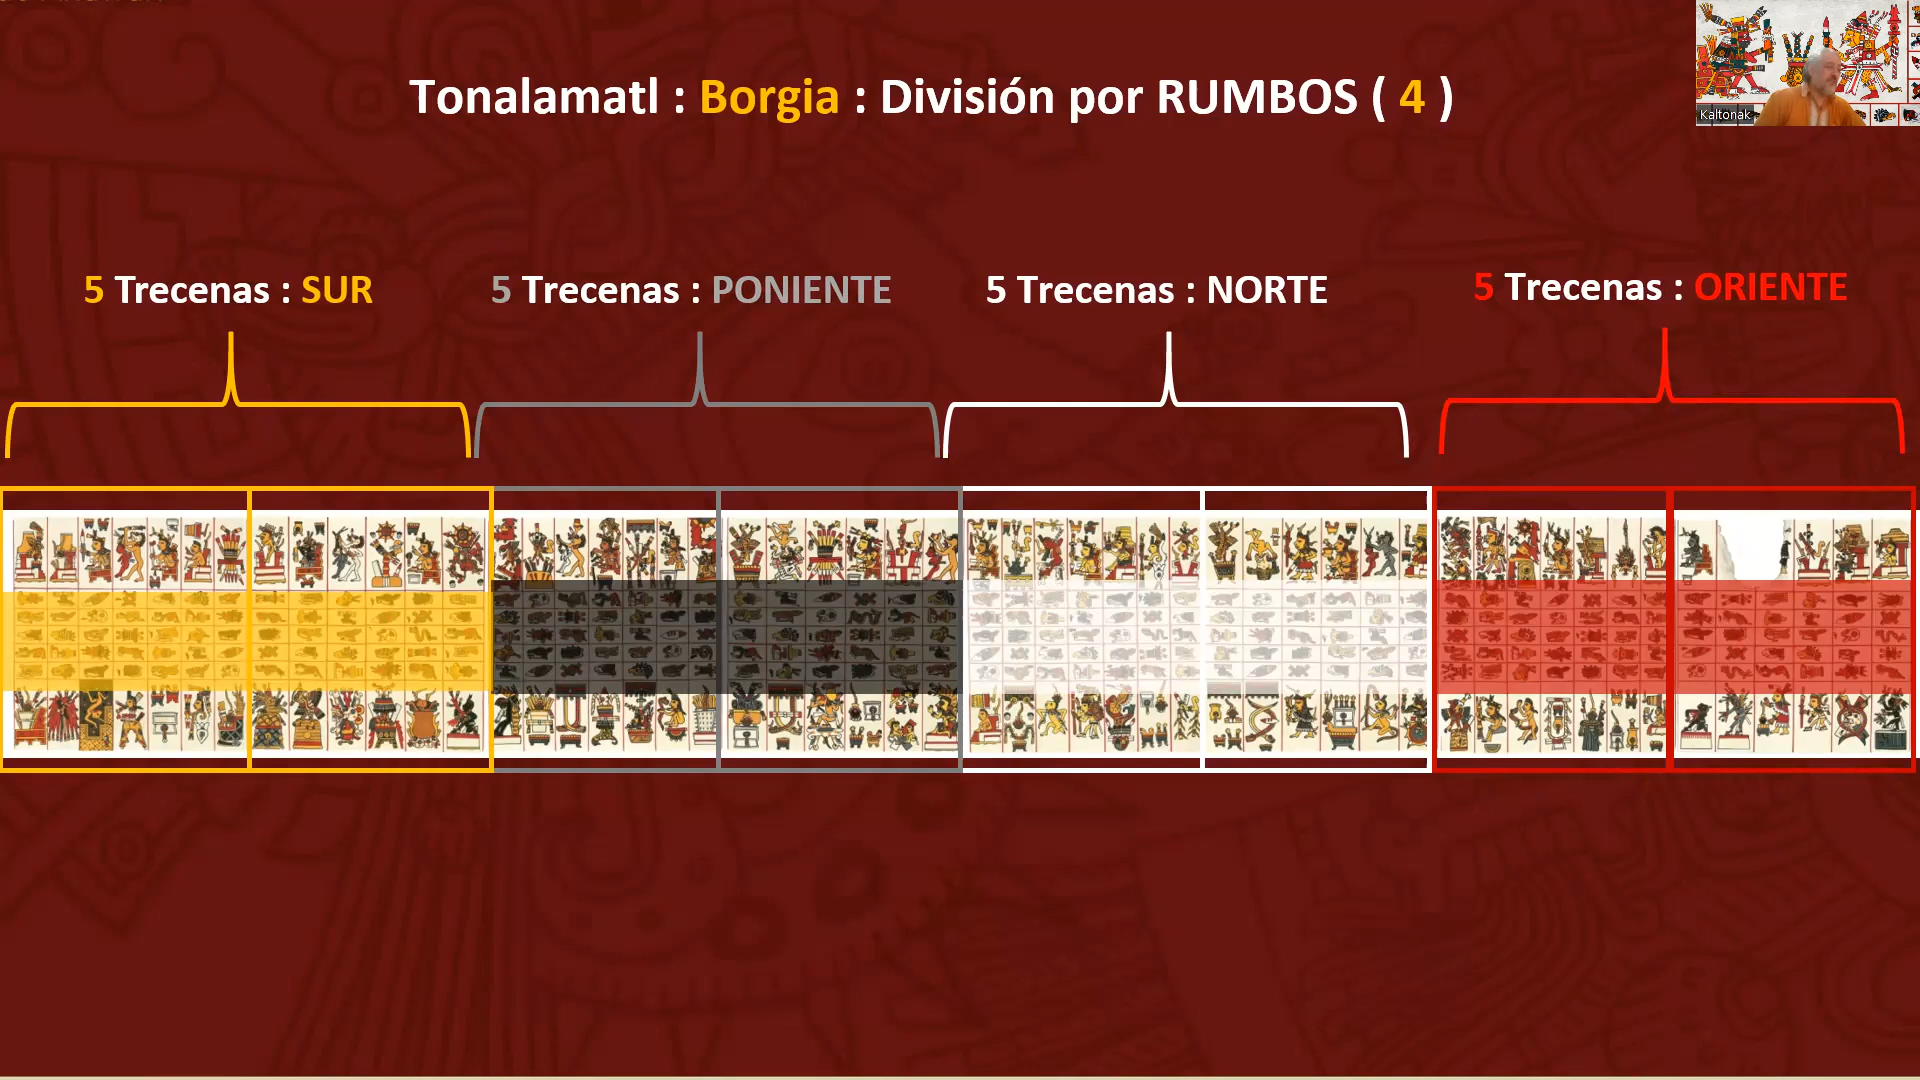 Tonalamatl : Borgia : División por RUMBOS ( 4 )
Kaltonak
5 Trecenas : SUR
5 Trecenas : PONIENTE
5 Trecenas : NORTE
5 Trecenas : ORIENTE